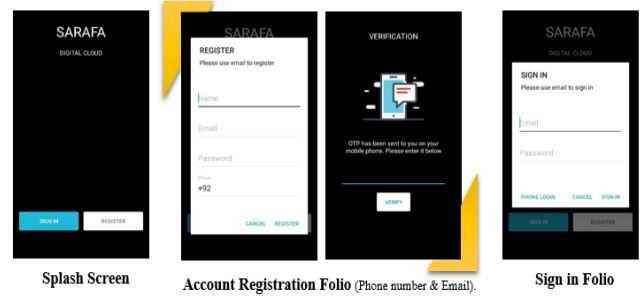 SARAFA
DIGITAL CLOUD
SIGN IN
REGISTER
Splash Screen
SARAFA
REGISTER
Please use email to register
Name
Email
Password
Phone
+92
CANCEL REGISTER
VERIFICATION
OTP has been sent to you on your
mobile phone. Please enter it below
VERIFY
Account Registration Folio (Phone number & Email).
SARAFA
DIGITAL CLOUD
SIGN IN
Please use email to sign in
Email
Password
PHONE LOGIN CANCEL SIGN IN
SIGN IN
REGISTER
Sign in Folio